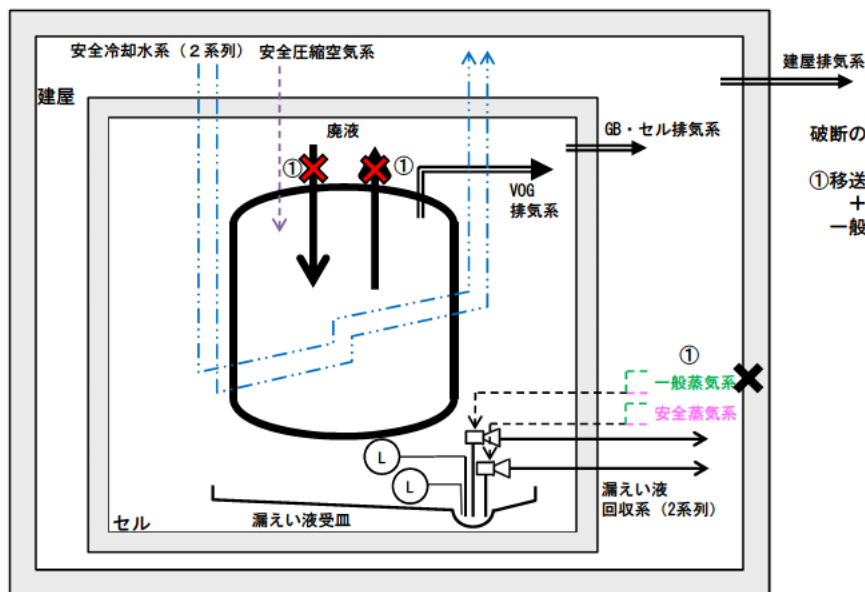 安全冷却水系(２系列)
安全圧縮空気系
建屋排気系
建屋
廃液
GB・セル排気系
破断の
①
①
VOG
排気系
①移送
＋
一般
①
一般蒸気系
安全蒸気系
L
L
漏えい液
回収系 (2系列)
漏えい液受皿
セル